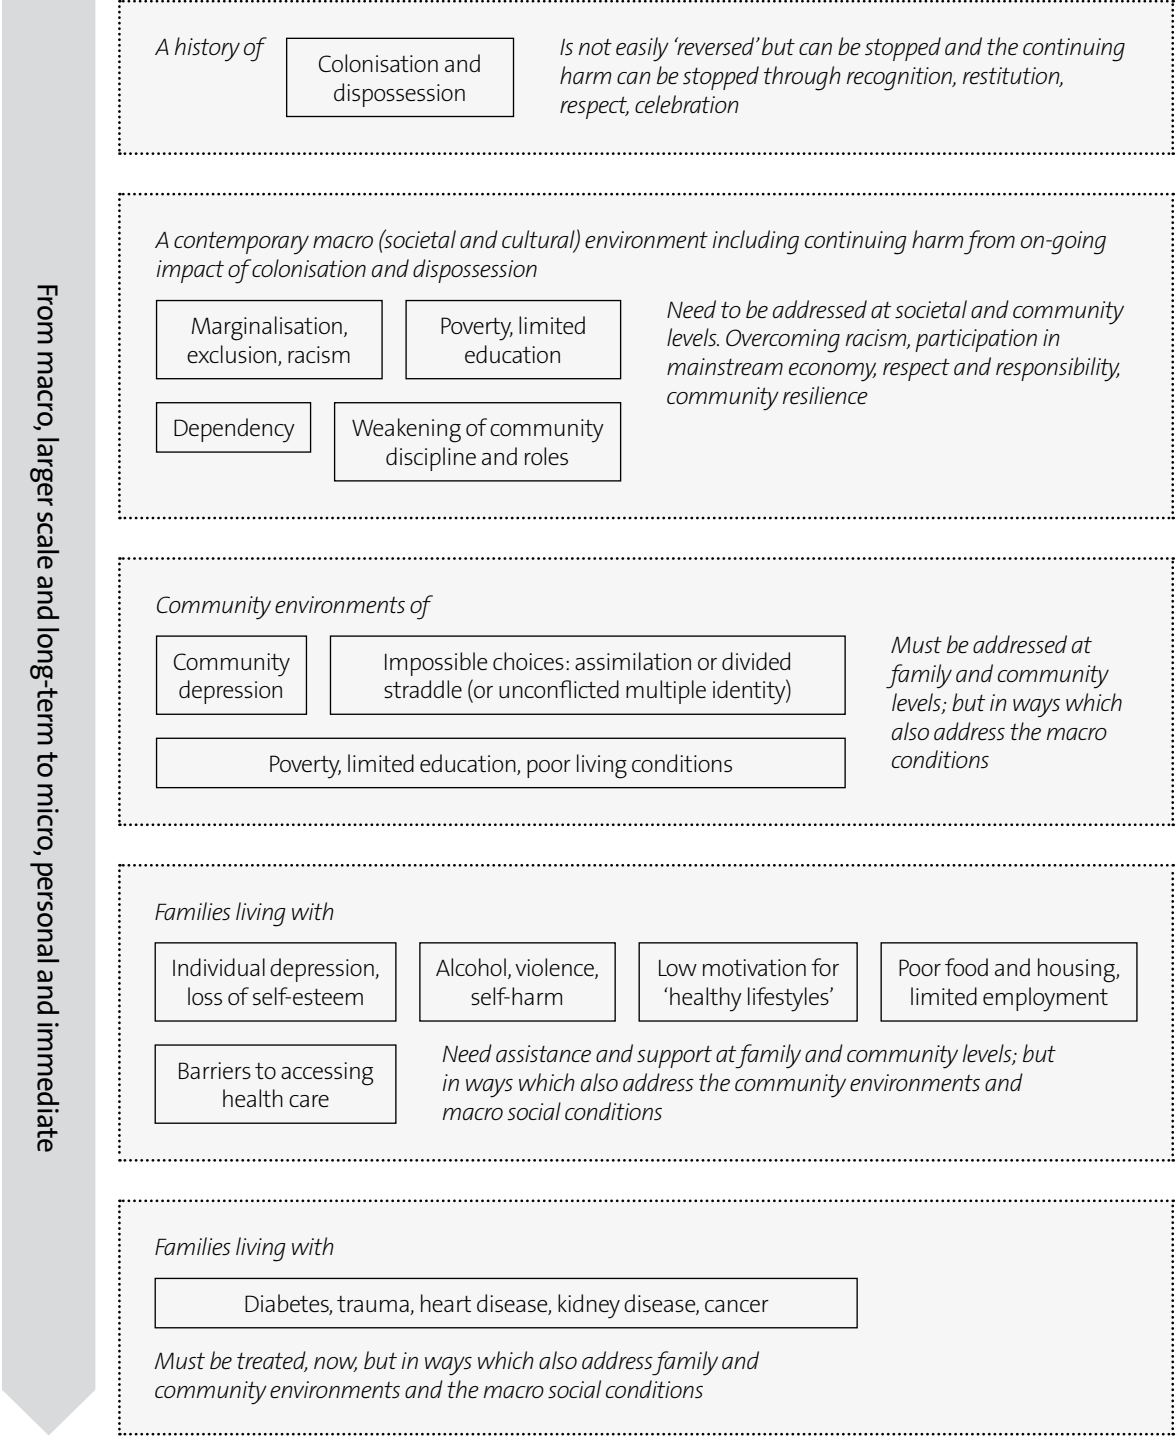 From macro, larger scale and long-term to micro, personal and immediate
A history of
Colonisation and
dispossession
Is not easily ‘reversed’ but can be stopped and the continuing
harm can be stopped through recognition, restitution,
respect, celebration
A contemporary macro (societal and cultural) environment including continuing harm from on-going
impact of colonisation and dispossession
Marginalisation,
exclusion, racism
Poverty, limited
education
Need to be addressed at societal and community
levels. Overcoming racism, participation in
mainstream economy, respect and responsibility,
community resilience
Dependency
Weakening of community
discipline and roles
Community environments of
Community
depression
Impossible choices: assimilation or divided
straddle (or unconflicted multiple identity)
Must be addressed at
family and community
levels; but in ways which
also address the macro
conditions
Poverty, limited education, poor living conditions
Families living with
Individual depression,
loss of self-esteem
Alcohol, violence,
self-harm
Low motivation for
‘healthy lifestyles’
Poor food and housing,
limited employment
Barriers to accessing
health care
Need assistance and support at family and community levels; but
in ways which also address the community environments and
macro social conditions
Families living with
Diabetes, trauma, heart disease, kidney disease, cancer
Must be treated, now, but in ways which also address family and
community environments and the macro social conditions